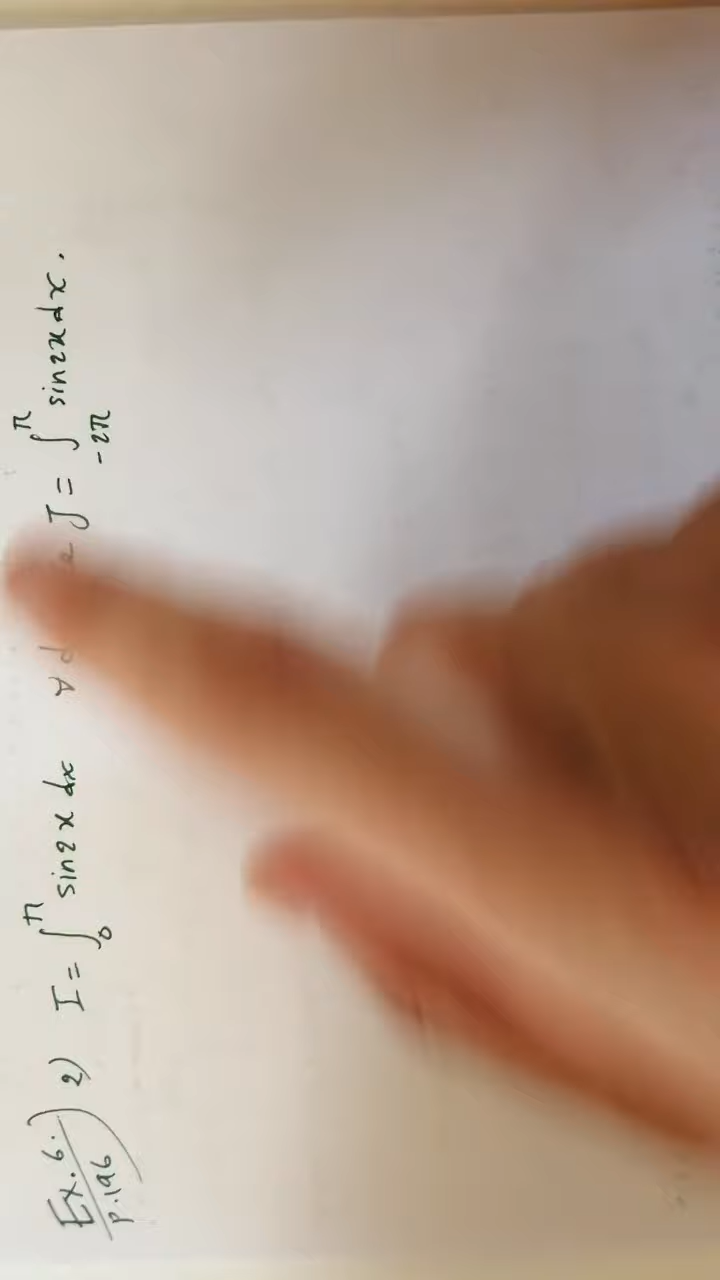 Ex. 6.) 2) I = ∫₀^π sin2x dx J = ∫₋₂π^π sin2x dx.
p.196